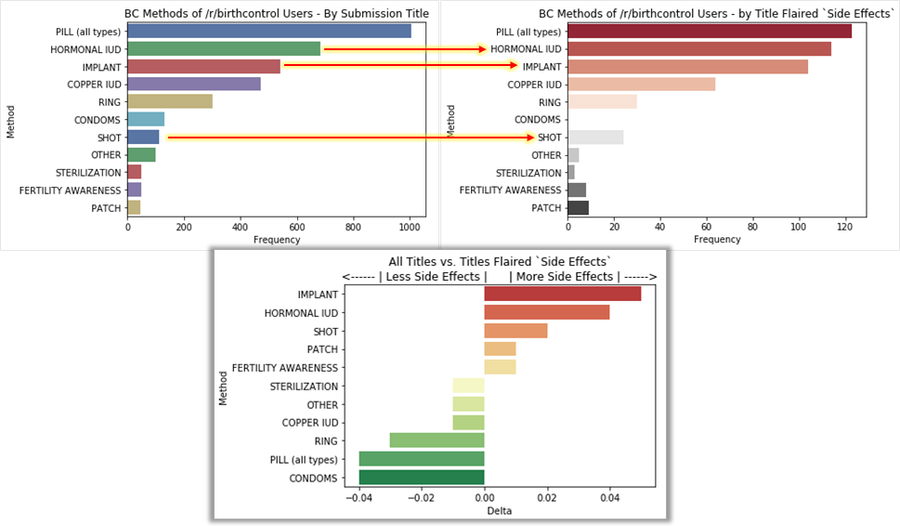 BC Methods of /r/birthcontrol Users - By Submission Title
PILL (all types)
HORMONAL IUD
IMPLANT
COPPER IUD
RING
CONDOMS
SHOT
OTHER
STERILIZATION
FERTILITY AWARENESS
PATCH
Method
0 200 400 600 800 1000
Frequency
BC Methods of /r/birthcontrol Users - by Title Flaired `Side Effects`
PILL (all types)
HORMONAL IUD
IMPLANT
COPPER IUD
RING
CONDOMS
SHOT
OTHER
STERILIZATION
FERTILITY AWARENESS
PATCH
Method
0 20 40 60 80 100 120
Frequency
All Titles vs. Titles Flaired `Side Effects`
<------ | Less Side Effects | | More Side Effects | ------>
IMPLANT
HORMONAL IUD
SHOT
PATCH
FERTILITY AWARENESS
STERILIZATION
OTHER
COPPER IUD
RING
PILL (all types)
CONDOMS
Method
−0.04 −0.02 0.00 0.02 0.04
Delta